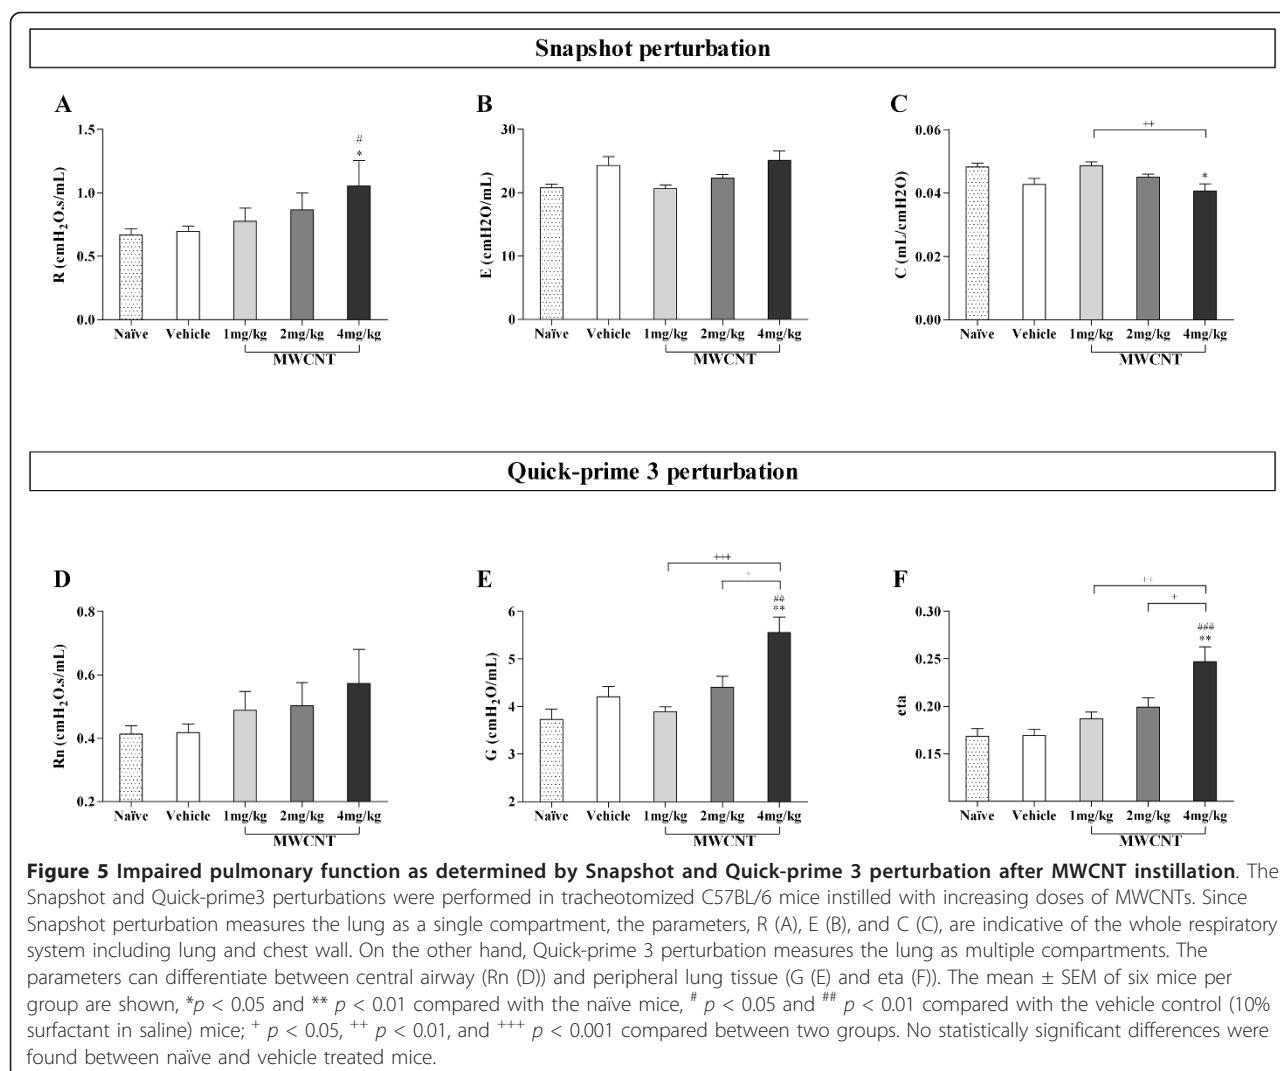 Snapshot perturbation
A
B
C
R (cmH₂O.s/mL)
1.5
1.0
0.5
0.0
#
*
Naïve Vehicle 1mg/kg 2mg/kg 4mg/kg
MWCNT
E (cmH2O/mL)
30
20
10
0
Naïve Vehicle 1mg/kg 2mg/kg 4mg/kg
MWCNT
C (mL/cmH2O)
0.06
0.04
0.02
0.00
++
*
Naïve Vehicle 1mg/kg 2mg/kg 4mg/kg
MWCNT
Quick-prime 3 perturbation
D
E
F
Rn (cmH₂O.s/mL)
0.8
0.6
0.4
0.2
Naïve Vehicle 1mg/kg 2mg/kg 4mg/kg
MWCNT
G (cmH₂O/mL)
6
5
4
3
2
+++
+
##
**
Naïve Vehicle 1mg/kg 2mg/kg 4mg/kg
MWCNT
eta
0.30
0.25
0.20
0.15
++
+
###
**
Naïve Vehicle 1mg/kg 2mg/kg 4mg/kg
MWCNT
Figure 5 Impaired pulmonary function as determined by Snapshot and Quick-prime 3 perturbation after MWCNT instillation. The
Snapshot and Quick-prime3 perturbations were performed in tracheotomized C57BL/6 mice instilled with increasing doses of MWCNTs. Since
Snapshot perturbation measures the lung as a single compartment, the parameters, R (A), E (B), and C (C), are indicative of the whole respiratory
system including lung and chest wall. On the other hand, Quick-prime 3 perturbation measures the lung as multiple compartments. The
parameters can differentiate between central airway (Rn (D)) and peripheral lung tissue (G (E) and eta (F)). The mean ± SEM of six mice per
group are shown, *p < 0.05 and ** p < 0.01 compared with the naïve mice, # p < 0.05 and ## p < 0.01 compared with the vehicle control (10%
surfactant in saline) mice; + p < 0.05, ++ p < 0.01, and +++ p < 0.001 compared between two groups. No statistically significant differences were
found between naïve and vehicle treated mice.